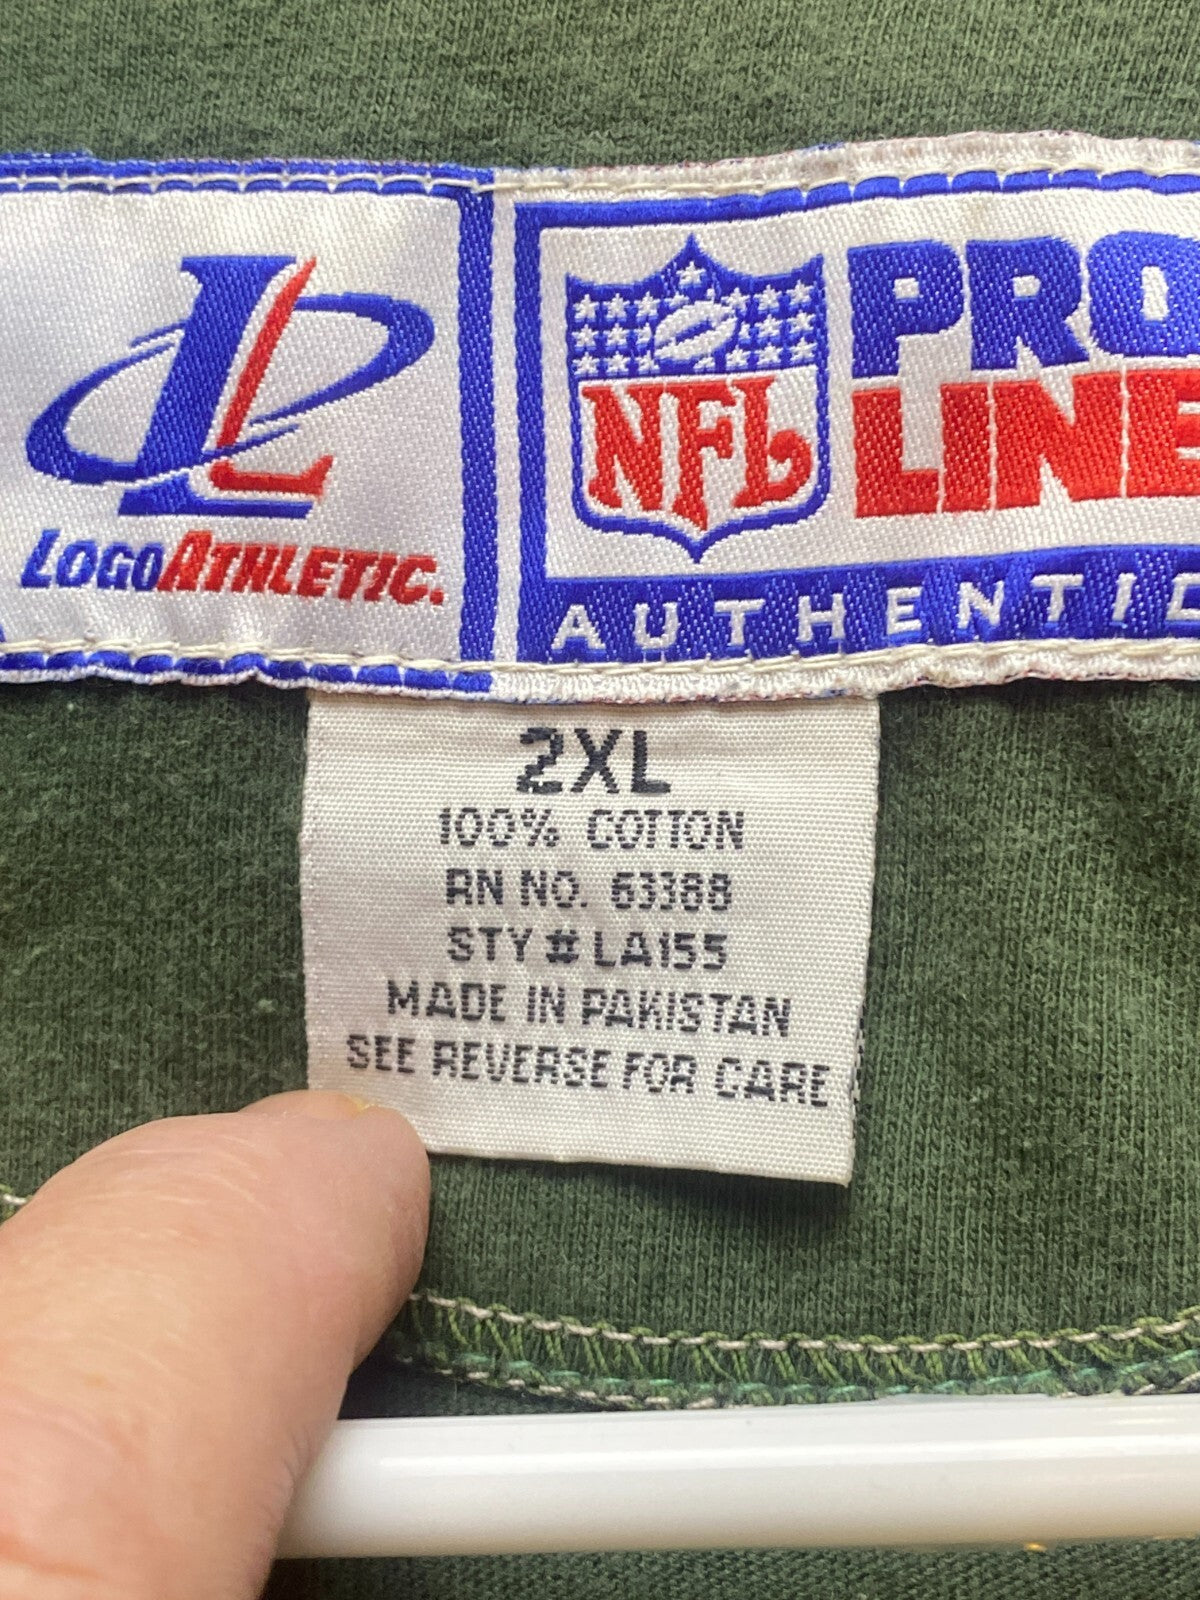 LOGOATHLETIC.
NFL
PRO
LINE
AUTHENTIC
2XL
100% COTTON
RN NO. 63388
STY # LA155
MADE IN PAKISTAN
SEE REVERSE FOR CARE